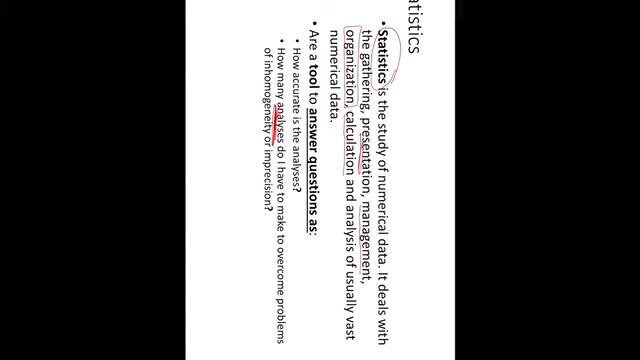 atistics
• Statistics is the study of numerical data. It deals with
the gathering, presentation, management,
organization, calculation and analysis of usually vast
numerical data.
• Are a tool to answer questions as:
• How accurate is the analyses?
• How many analyses do I have to make to overcome problems
of inhomogeneity or imprecision?